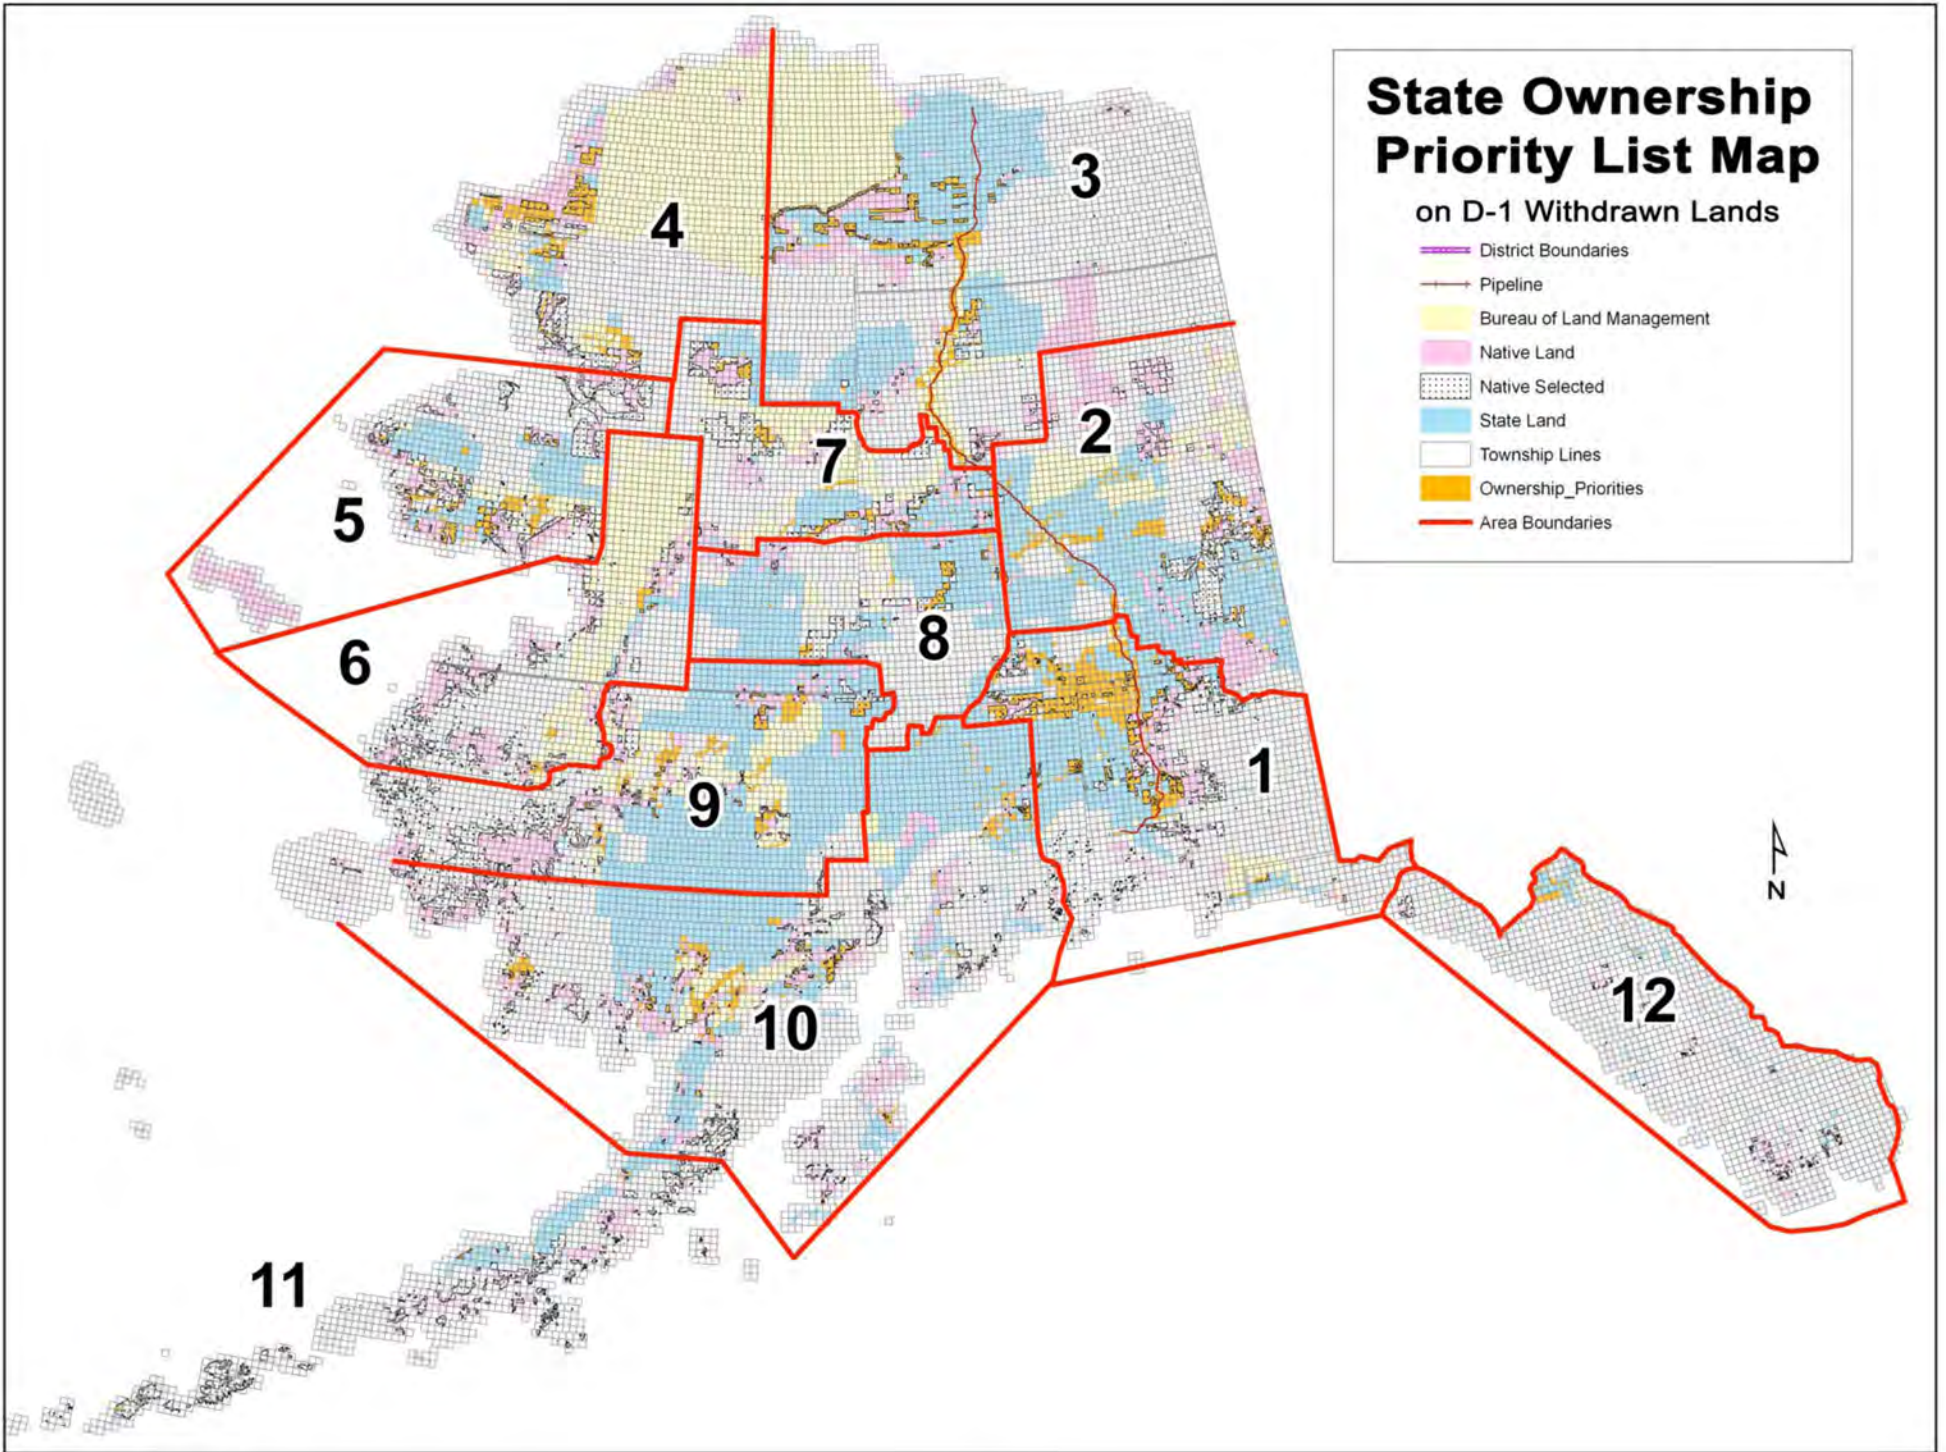 State Ownership
Priority List Map
on D-1 Withdrawn Lands
District Boundaries
Pipeline
Bureau of Land Management
Native Land
Native Selected
State Land
Township Lines
Ownership_Priorities
Area Boundaries
3
4
2
7
5
8
6
1
9
N
12
10
11